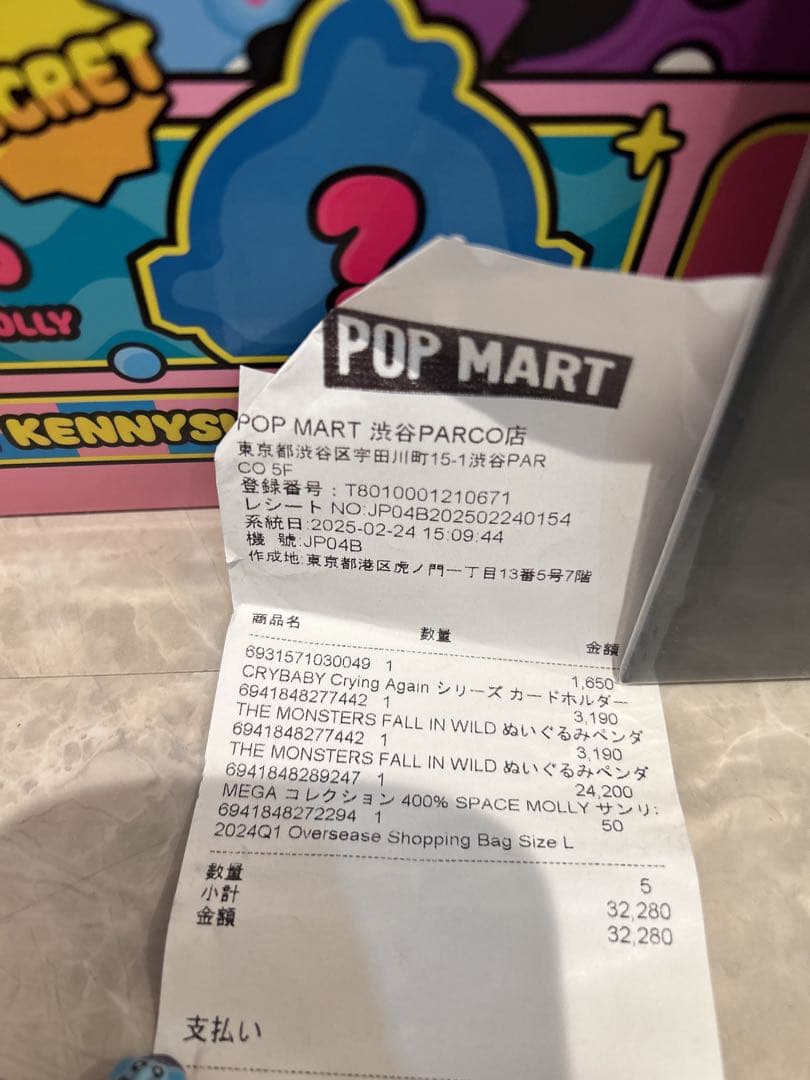 CRET
OLLY
KENNYS
POP MART
POP MART 渋谷PARCO店
東京都渋谷区宇田川町15-1渋谷PAR
CO 5F
登録番号：T8010001210671
レシート NO:JP04B202502240154
系統日:2025-02-24 15:09:44
機 號:JP04B
作成地:東京都港区虎ノ門一丁目13番5号7階
商品名 数量 金額
6931571030049 1 1,650
CRYBABY Crying Again シリーズ カードホルダー
6941848277442 1 3,190
THE MONSTERS FALL IN WILD ぬいぐるみペンダ
6941848277442 1 3,190
THE MONSTERS FALL IN WILD ぬいぐるみペンダ
6941848289247 1 24,200
MEGA コレクション 400% SPACE MOLLY サンリ:
6941848272294 1 50
2024Q1 Oversease Shopping Bag Size L
数量 5
小計 32,280
金額 32,280
支払い